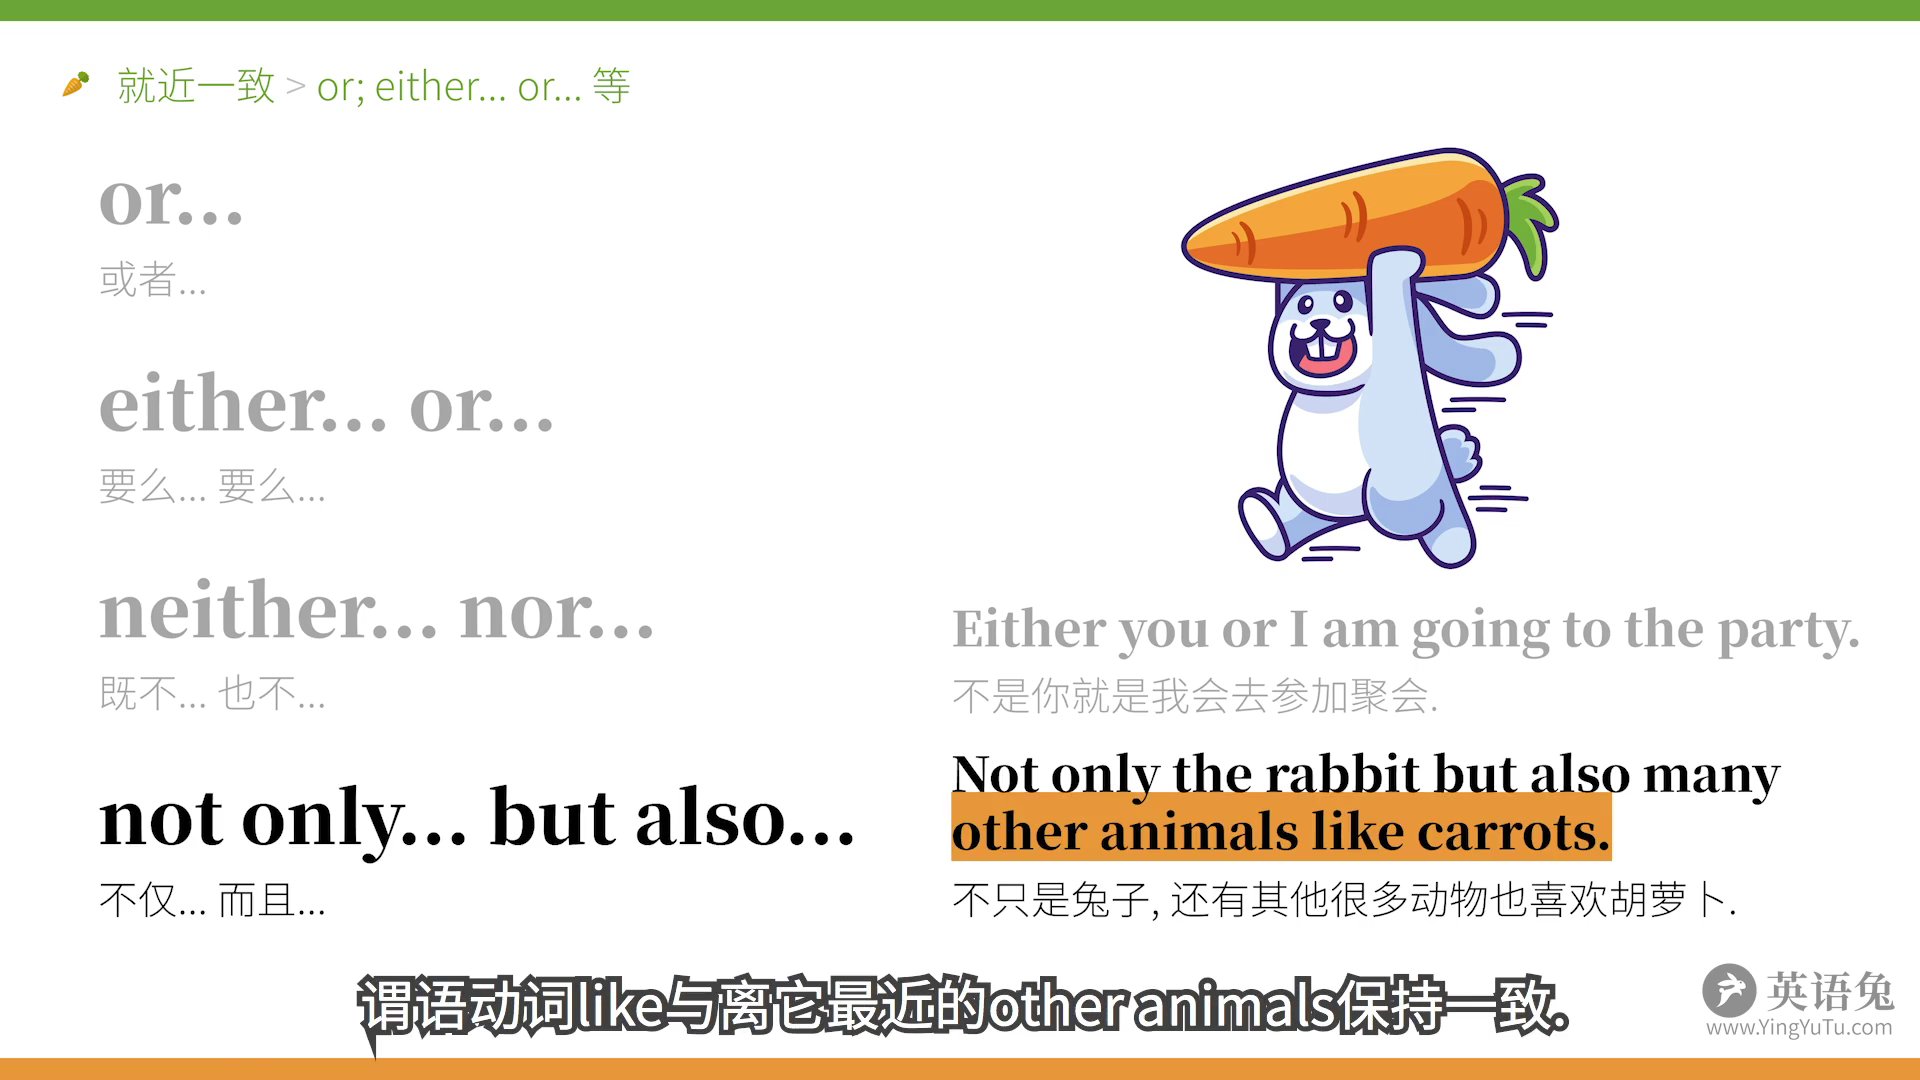 就近一致 > or; either... or... 等
or...
或者...
either... or...
要么... 要么...
neither... nor...
既不... 也不...
not only... but also...
不仅... 而且...
Either you or I am going to the party.
不是你就是我会去参加聚会.
Not only the rabbit but also many
other animals like carrots.
不只是兔子, 还有其他很多动物也喜欢胡萝卜.
谓语动词like与离它最近的other animals保持一致.
英语兔
www.YingYuTu.com